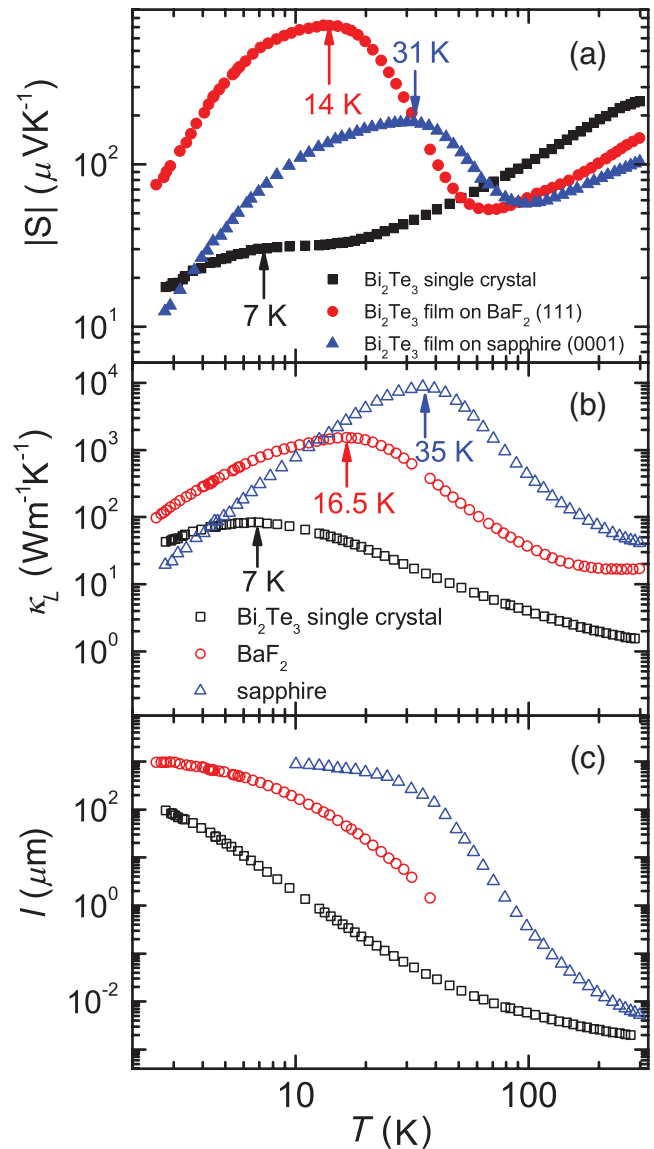 (a)
31 K
14 K
10²
|S| (μVK⁻¹)
7 K
Bi₂Te₃ single crystal
Bi₂Te₃ film on BaF₂ (111)
Bi₂Te₃ film on sapphire (0001)
10¹
10⁴
(b)
10³
35 K
16.5 K
10²
κL (Wm⁻¹K⁻¹)
7 K
10¹
Bi₂Te₃ single crystal
BaF₂
10⁰
sapphire
(c)
10²
l (μm)
10⁰
10⁻²
10
100
T (K)